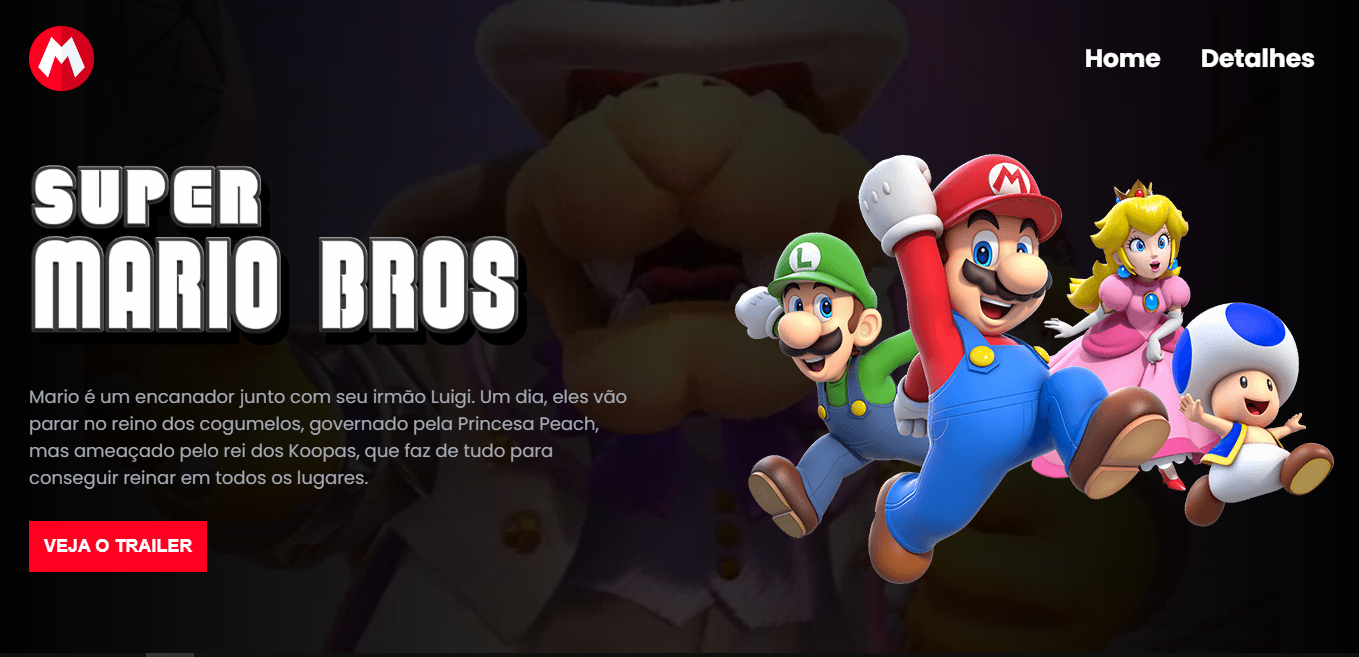 M
Home Detalhes
SUPER
MARIO BROS
M
L
Mario é um encanador junto com seu irmão Luigi. Um dia, eles vão
parar no reino dos cogumelos, governado pela Princesa Peach,
mas ameaçado pelo rei dos Koopas, que faz de tudo para
conseguir reinar em todos os lugares.
VEJA O TRAILER